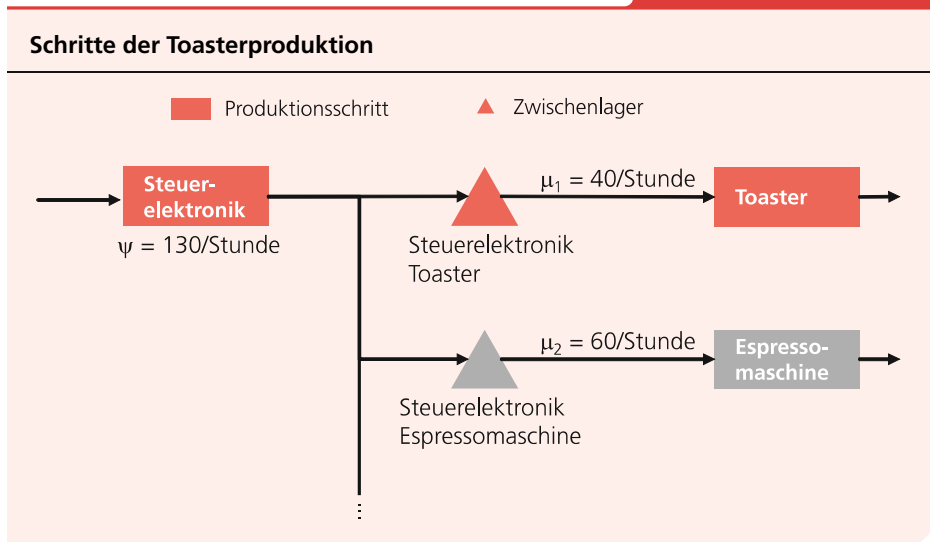 Schritte der Toasterproduktion
Produktionsschritt
Zwischenlager
Steuer-
elektronik
ψ = 130/Stunde
Steuerelektronik
Toaster
μ₁ = 40/Stunde
Toaster
μ₂ = 60/Stunde
Steuerelektronik
Espressomaschine
Espresso-
maschine